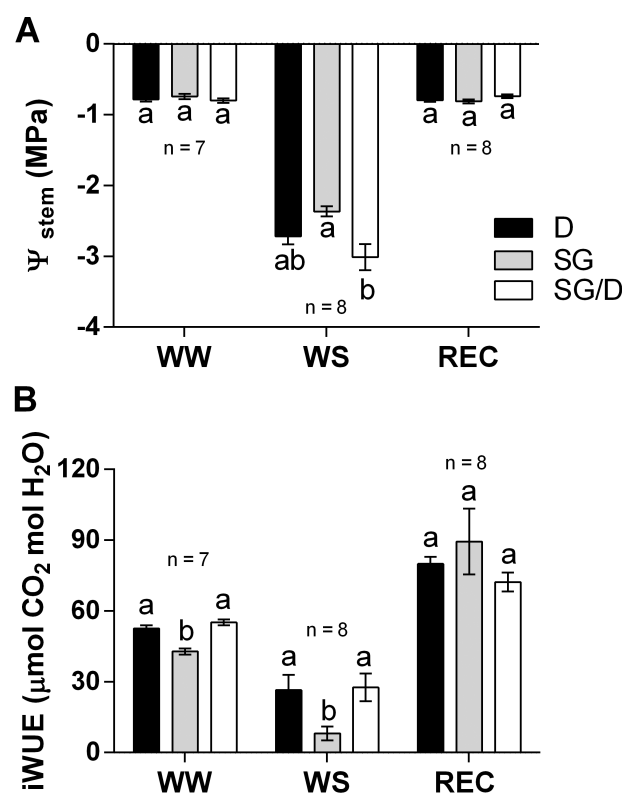 A
0
-1
-2
-3
-4
Ψ stem (MPa)
a a a
n = 7
ab a b
n = 8
a a a
n = 8
D
SG
SG/D
WW WS REC
B
120
90
60
30
0
iWUE (μmol CO₂ mol H₂O)
a b a
n = 7
a b a
n = 8
a a a
n = 8
WW WS REC